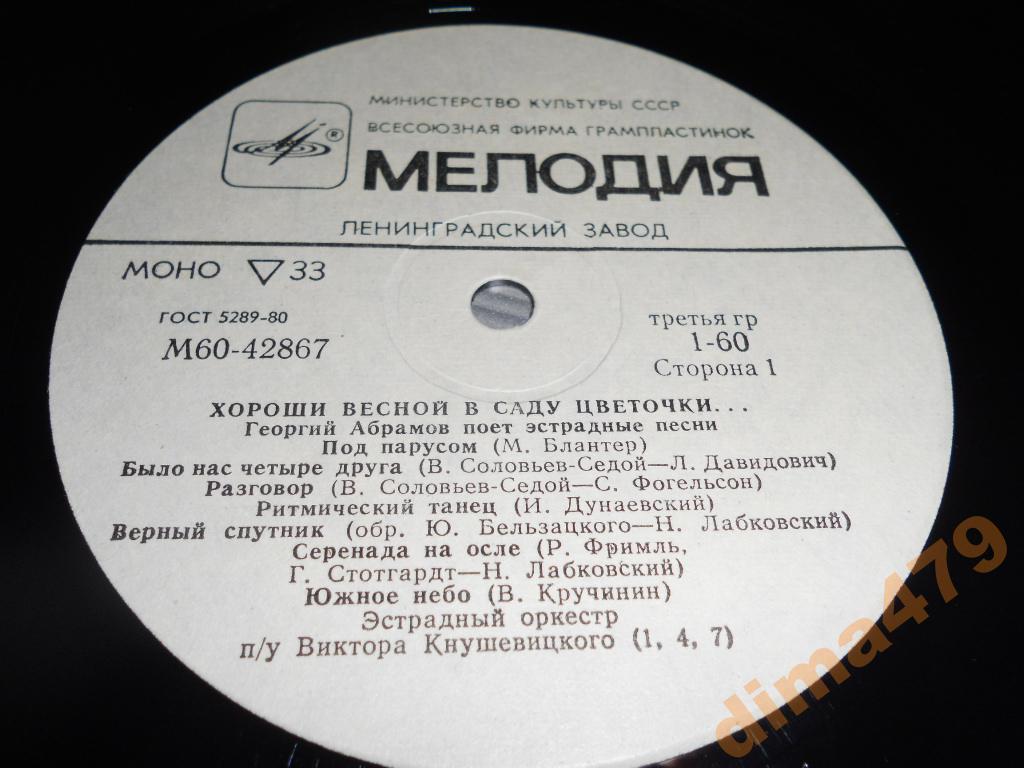 МИНИСТЕРСТВО КУЛЬТУРЫ СССР
ВСЕСОЮЗНАЯ ФИРМА ГРАМПЛАСТИНОК
®
МЕЛОДИЯ
ЛЕНИНГРАДСКИЙ ЗАВОД
МОНО ▽ 33
ГОСТ 5289-80
М60-42867
третья гр
1-60
Сторона 1
ХОРОШИ ВЕСНОЙ В САДУ ЦВЕТОЧКИ...
Георгий Абрамов поет эстрадные песни
Под парусом (М. Блантер)
Было нас четыре друга (В. Соловьев-Седой—Л. Давидович)
Разговор (В. Соловьев-Седой—С. Фогельсон)
Ритмический танец (И. Дунаевский)
Верный спутник (обр. Ю. Бельзацкого—Н. Лабковский)
Серенада на осле (Р. Фримль,
Г. Стотгардт—Н. Лабковский)
Южное небо (В. Кручинин)
Эстрадный оркестр
п/у Виктора Кнушевицкого (1, 4, 7)
dima479